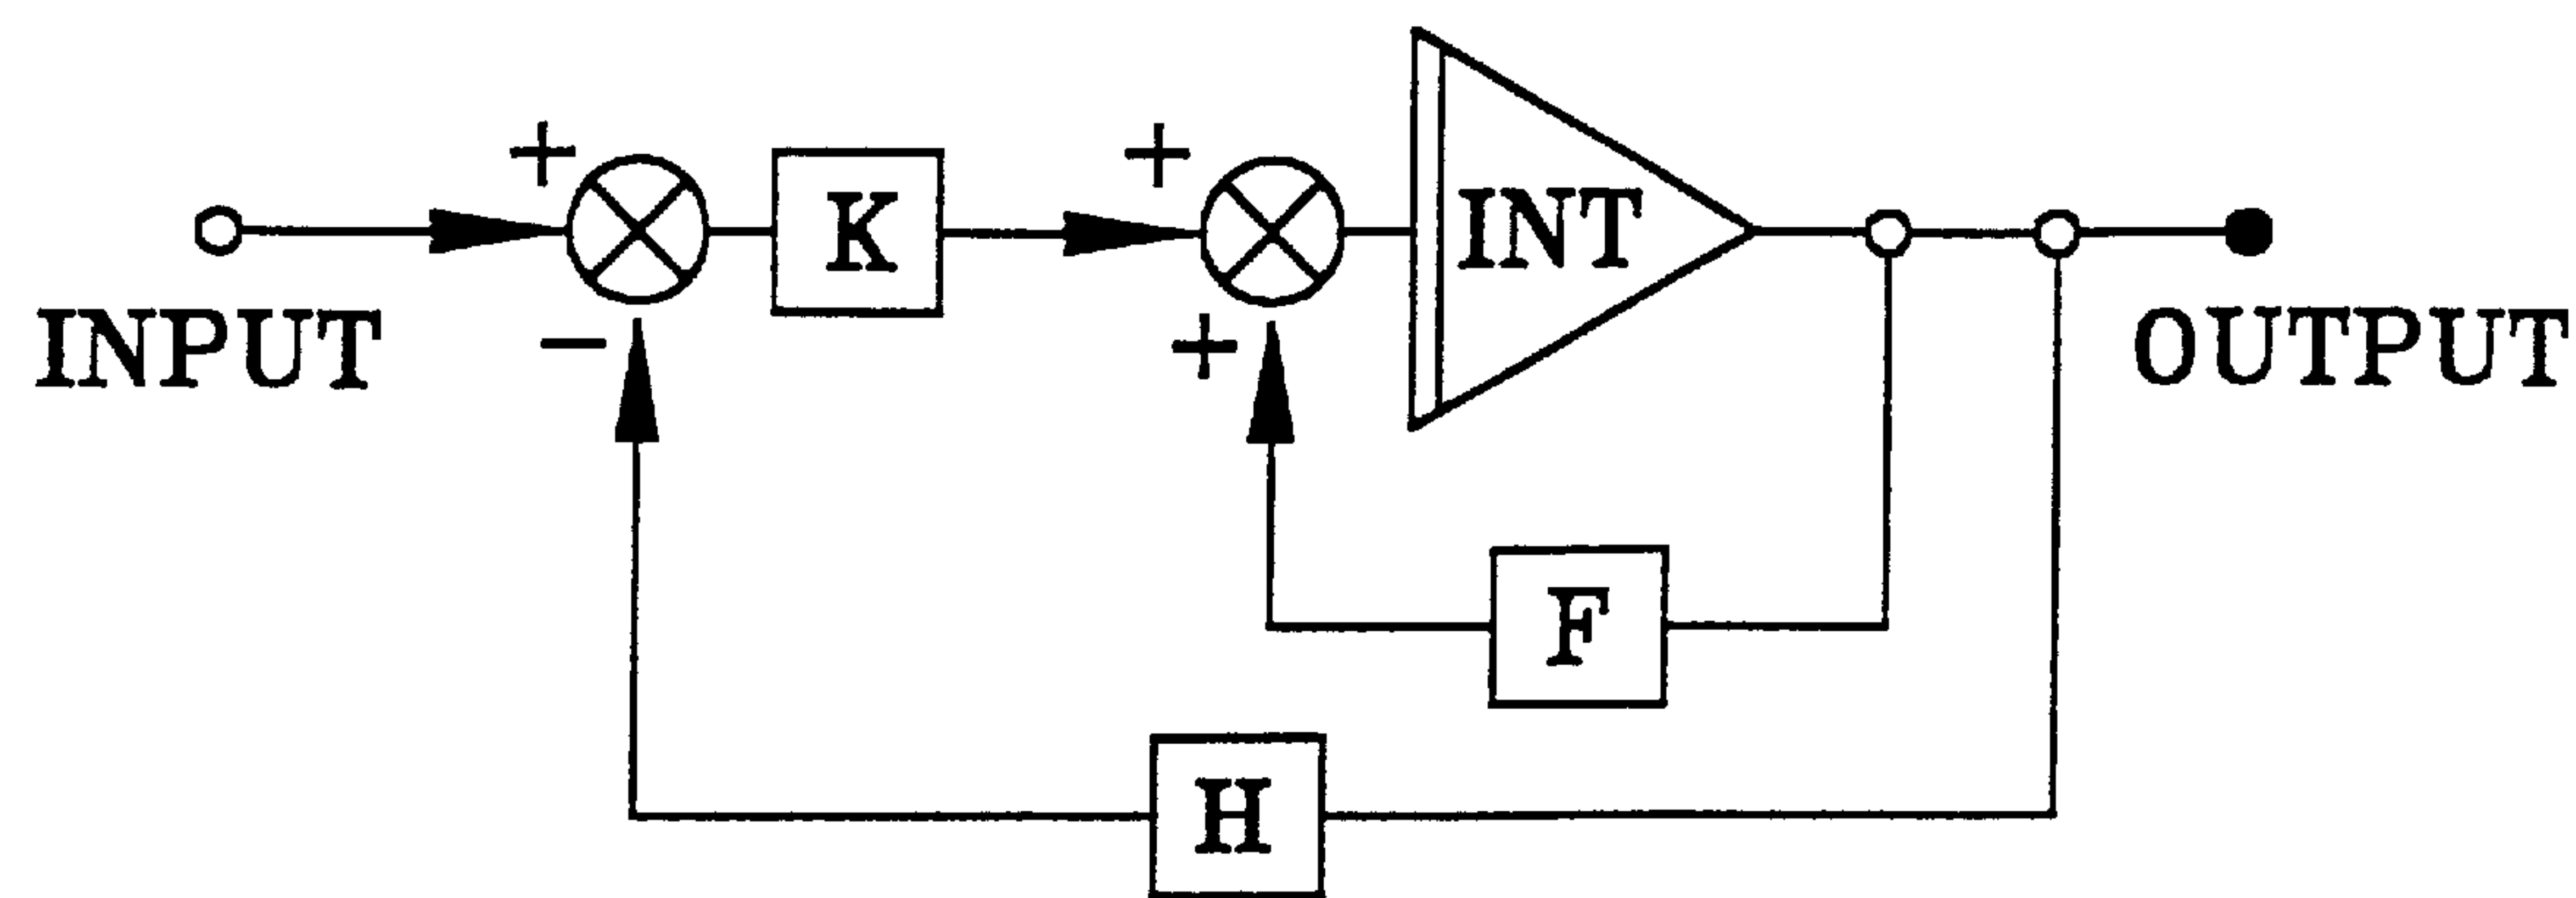 +
+
K
INT
INPUT
−
+
OUTPUT
F
H